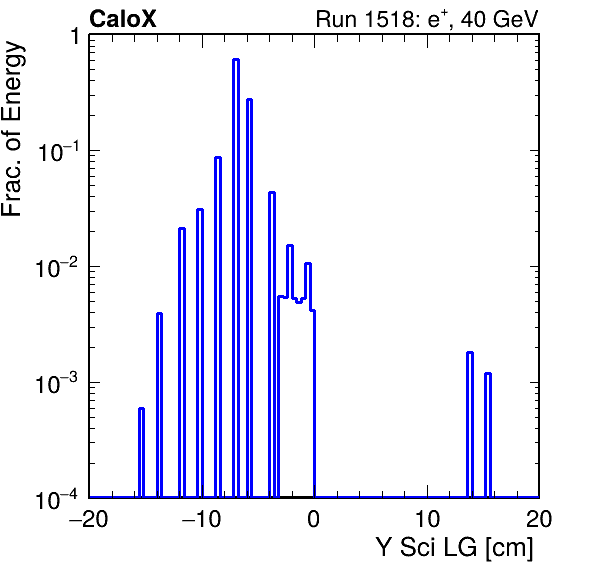 CaloX Run 1518: e⁺, 40 GeV
Frac. of Energy
1
10⁻¹
10⁻²
10⁻³
10⁻⁴
−20 −10 0 10 20
Y Sci LG [cm]